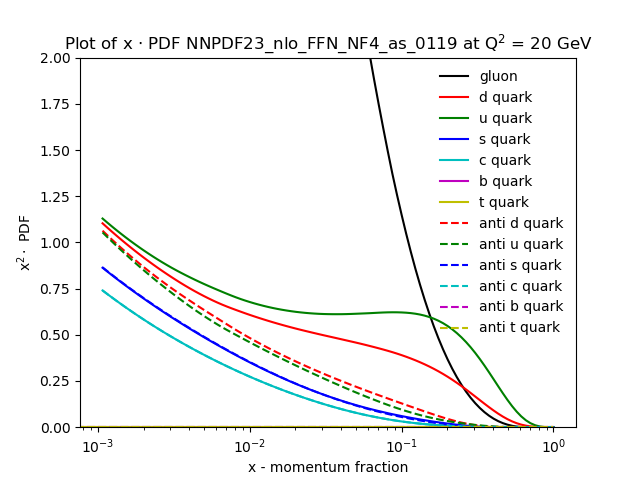 Plot of x · PDF NNPDF23_nlo_FFN_NF4_as_0119 at Q² = 20 GeV
2.00
1.75
1.50
1.25
1.00
0.75
0.50
0.25
0.00
x² · PDF
gluon
d quark
u quark
s quark
c quark
b quark
t quark
anti d quark
anti u quark
anti s quark
anti c quark
anti b quark
anti t quark
10⁻³ 10⁻² 10⁻¹ 10⁰
x - momentum fraction